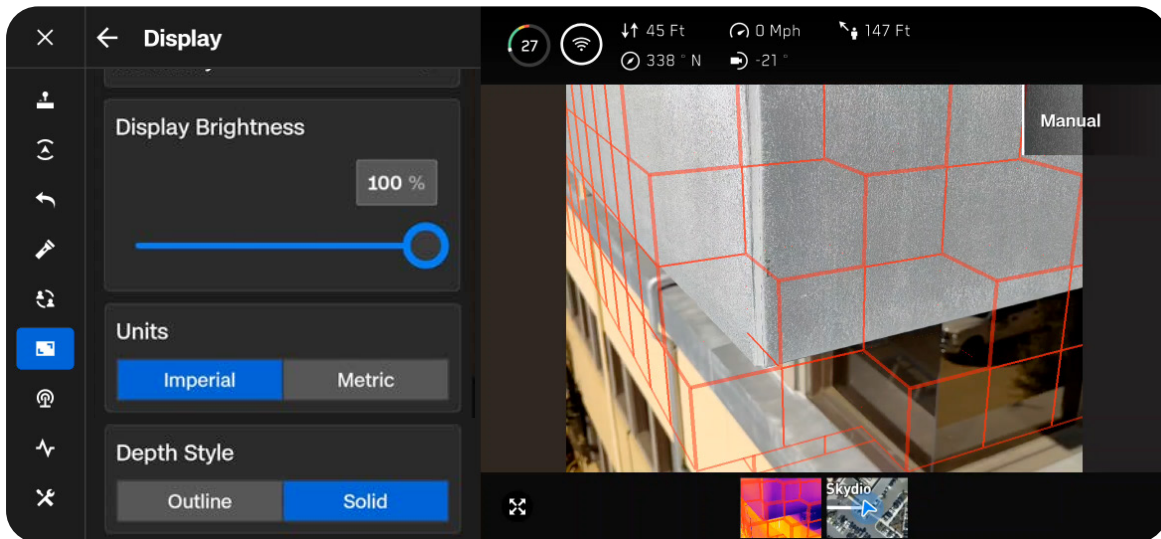 Display
Display Brightness
100 %
Units
Imperial Metric
Depth Style
Outline Solid
27
45 Ft 0 Mph 147 Ft
338 ° N -21 °
Manual
Skydio